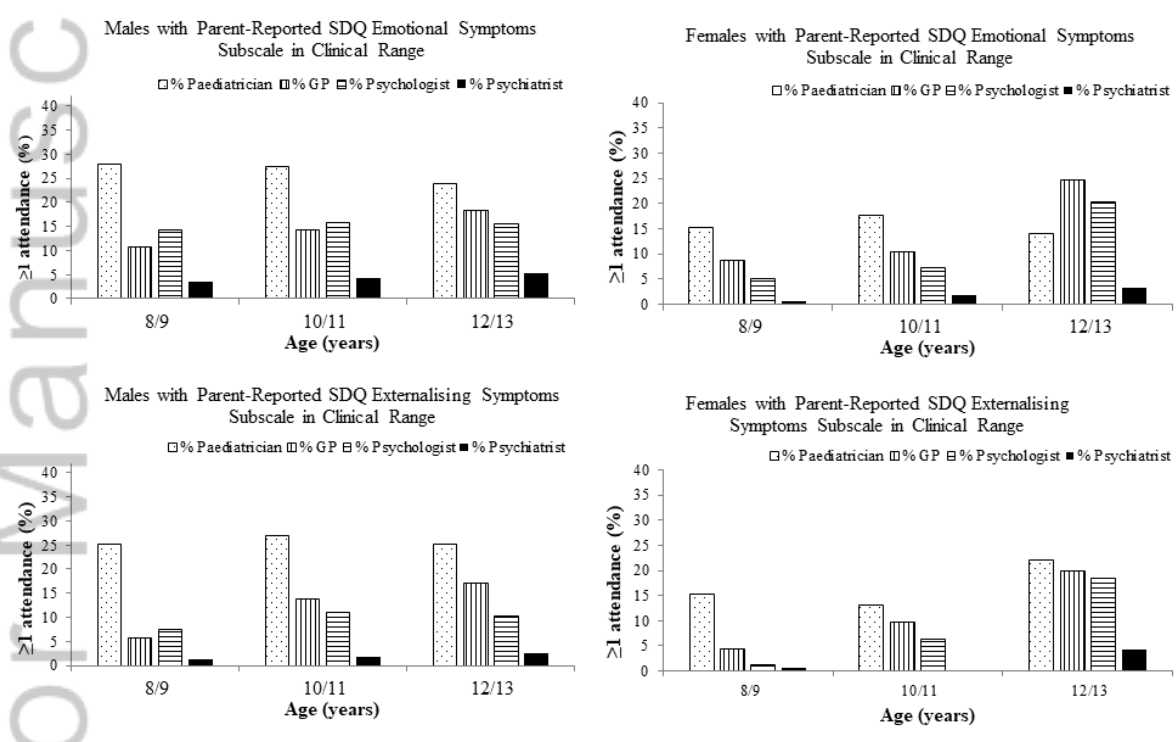 Males with Parent-Reported SDQ Emotional Symptoms
Subscale in Clinical Range
% Paediatrician % GP % Psychologist % Psychiatrist
≥1 attendance (%)
40
35
30
25
20
15
10
5
0
8/9 10/11 12/13
Age (years)
Females with Parent-Reported SDQ Emotional Symptoms
Subscale in Clinical Range
% Paediatrician % GP % Psychologist % Psychiatrist
≥1 attendance (%)
40
35
30
25
20
15
10
5
0
8/9 10/11 12/13
Age (years)
Males with Parent-Reported SDQ Externalising Symptoms
Subscale in Clinical Range
% Paediatrician % GP % Psychologist % Psychiatrist
≥1 attendance (%)
40
35
30
25
20
15
10
5
0
8/9 10/11 12/13
Age (years)
Females with Parent-Reported SDQ Externalising
Symptoms Subscale in Clinical Range
% Paediatrician % GP % Psychologist % Psychiatrist
≥1 attendance (%)
40
35
30
25
20
15
10
5
0
8/9 10/11 12/13
Age (years)
or Manusc